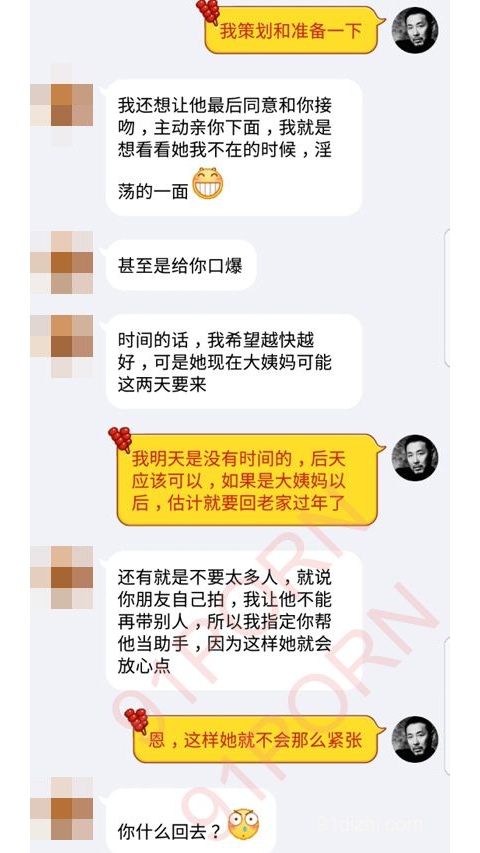 我策划和准备一下
我还想让他最后同意和你接
吻，主动亲你下面，我就是
想看看她我不在的时候，淫
荡的一面
甚至是给你口爆
时间的话，我希望越快越
好，可是她现在大姨妈可能
这两天要来
我明天是没有时间的，后天
应该可以，如果是大姨妈以
后，估计就要回老家过年了
还有就是不要太多人，就说
你朋友自己拍，我让他不能
再带别人，所以我指定你帮
他当助手，因为这样她就会
放心点
恩，这样她就不会那么紧张
你什么回去？
91PORN
91PORN